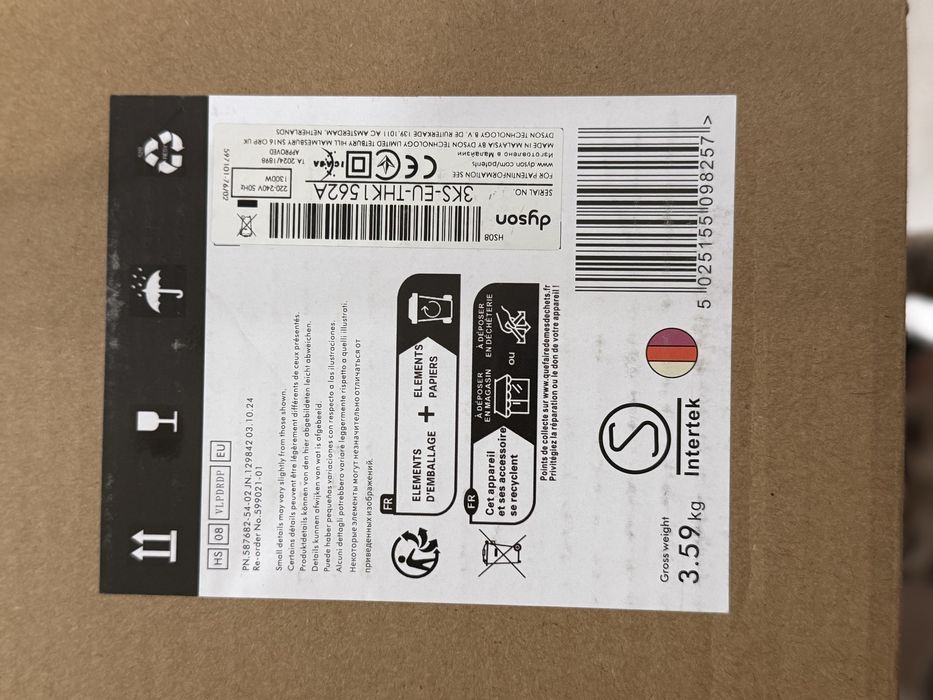 HS 08 VLPDRDP EU
PN.587682-54-02 JN.129842 03.10.24
Re-order No.599021-01
Small details may vary slightly from those shown.
Certains détails peuvent être légèrement différents de ceux présentés.
Produktdetails können von den hier abgebildeten leicht abweichen.
Details kunnen afwijken van wat is afgebeeld.
Puede haber pequeñas variaciones con respecto a las ilustraciones.
Alcuni dettagli potrebbero variare leggermente rispetto a quelli illustrati.
Некоторые элементы могут незначительно отличаться от
приведенных изображений.
FR
ELEMENTS
D'EMBALLAGE
+
ELEMENTS
PAPIERS
FR
Cet appareil
et ses accessoires
se recyclent
À DÉPOSER
EN MAGASIN
ou
À DÉPOSER
EN DÉCHÈTERIE
Points de collecte sur www.quefairedemesdechets.fr
Privilégiez la réparation ou le don de votre appareil !
Intertek
Gross weight
3.59 kg
5 025155 098257 >
dyson
HS08
SERIAL NO.
3KS-EU-THK1562A
220-240V 50Hz
1300W
FOR PATENT INFORMATION SEE
www.dyson.com/patents
Изготовлено в Малайзии
TA 2024/1898
APPROVED
597101-76/02
MADE IN MALAYSIA BY DYSON TECHNOLOGY LIMITED TETBURY HILL MALMESBURY SN16 0RP UK
DYSON TECHNOLOGY B.V. DE RUITERKADE 139,1011 AC AMSTERDAM, NETHERLANDS